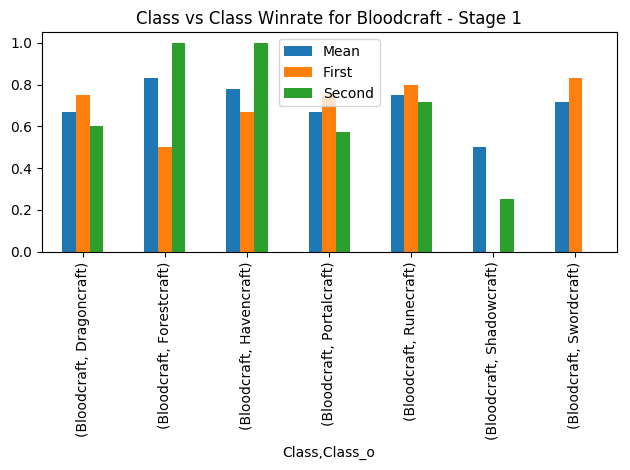 Class vs Class Winrate for Bloodcraft - Stage 1
Mean
First
Second
1.0
0.8
0.6
0.4
0.2
0.0
(Bloodcraft, Dragoncraft)
(Bloodcraft, Forestcraft)
(Bloodcraft, Havencraft)
(Bloodcraft, Portalcraft)
(Bloodcraft, Runecraft)
(Bloodcraft, Shadowcraft)
(Bloodcraft, Swordcraft)
Class,Class_o